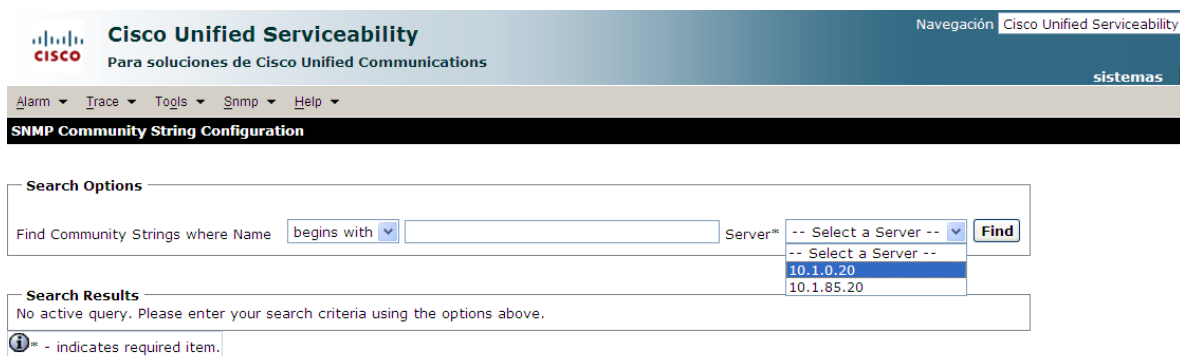 Navegación Cisco Unified Serviceability
CISCO
Cisco Unified Serviceability
Para soluciones de Cisco Unified Communications
sistemas
Alarm Trace Tools Snmp Help
SNMP Community String Configuration
Search Options
Find Community Strings where Name begins with Server* -- Select a Server -- Find
-- Select a Server --
10.1.0.20
10.1.85.20
Search Results
No active query. Please enter your search criteria using the options above.
i * - indicates required item.